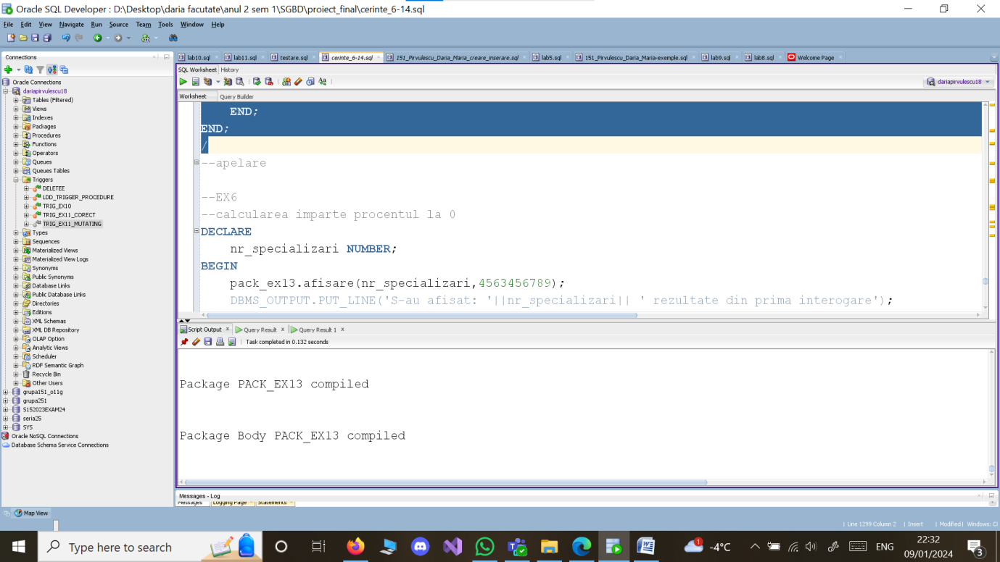 Oracle SQL Developer : D:\Desktop\daria facutate\anul 2 sem 1\SGBD\proiect_final\cerinte_6-14.sql
File Edit View Navigate Run Source Team Tools Window Help
Connections
Oracle Connections
dariapirvulescu18
Tables (Filtered)
Views
Indexes
Packages
Procedures
Functions
Operators
Queues
Queues Tables
Triggers
DELETEE
LDD_TRIGGER_PROCEDURE
TRIG_EX10
TRIG_EX11_CORECT
TRIG_EX11_MUTATING
Types
Sequences
Materialized Views
Materialized View Logs
Synonyms
Public Synonyms
Database Links
Public Database Links
Directories
Editions
XML Schemas
XML DB Repository
OLAP Option
Analytic Views
Scheduler
RDF Semantic Graph
Recycle Bin
Other Users
grupa151_o11g
grupa251
S152023EXAM24
seria25
SYS
Oracle NoSQL Connections
Database Schema Service Connections
lab10.sql lab11.sql testare.sql cerinte_6-14.sql 151_Pirvulescu_Daria_Maria_creare_inserare.sql lab5.sql 151_Pirvulescu_Daria_Maria-exemple.sql lab9.sql lab8.sql Welcome Page
SQL Worksheet History
dariapirvulescu18
Worksheet Query Builder
END;
END;
/
--apelare
--EX6
--calcularea imparte procentul la 0
DECLARE
nr_specializari NUMBER;
BEGIN
pack_ex13.afisare(nr_specializari,4563456789);
DBMS_OUTPUT.PUT_LINE('S-au afisat: '||nr_specializari|| ' rezultate din prima interogare');
Script Output Query Result Query Result 1
Task completed in 0.132 seconds
Package PACK_EX13 compiled
Package Body PACK_EX13 compiled
Messages - Log
Messages Logging Page Statements
Map View
Line 1299 Column 2 Insert Modified Windows: C
Type here to search
1 -4°C ENG 22:32
09/01/2024
3